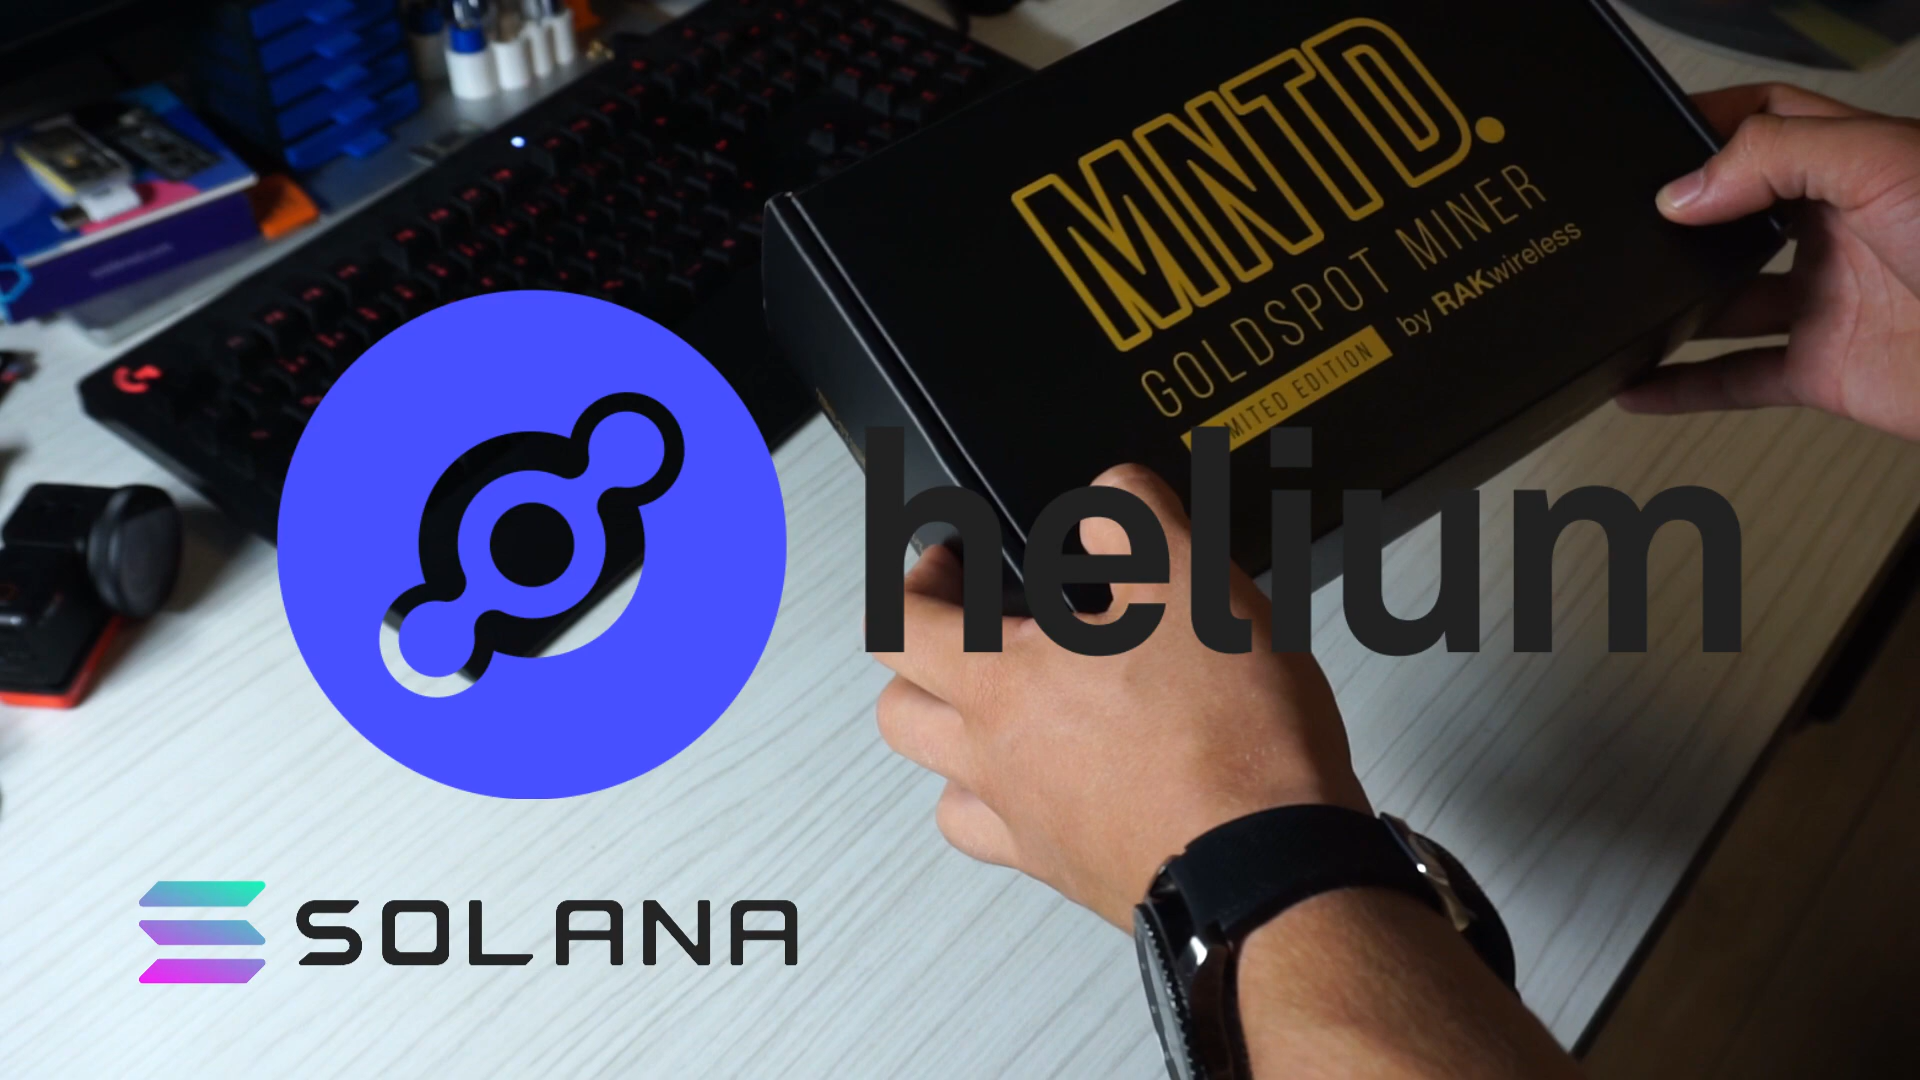 MNTD.
GOLDSPOT MINER
LIMITED EDITION by RAKwireless
helium
SOLANA